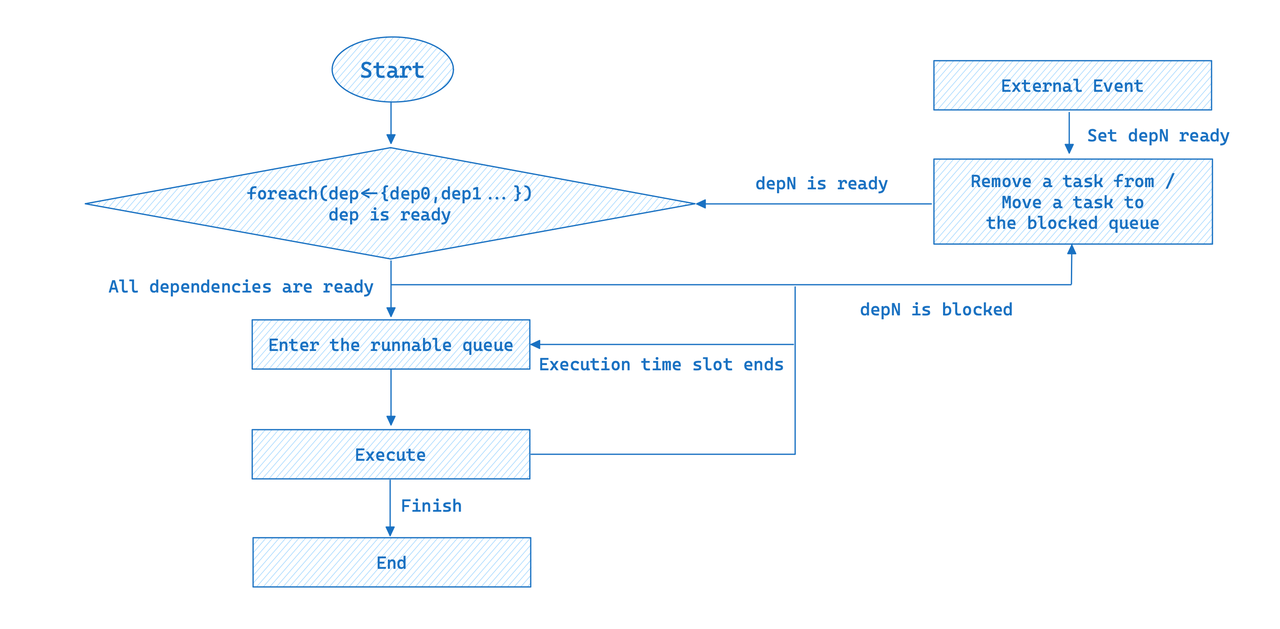 Start
External Event
Set depN ready
foreach(dep←{dep0,dep1...})
dep is ready
depN is ready
Remove a task from /
Move a task to
the blocked queue
All dependencies are ready
depN is blocked
Enter the runnable queue
Execution time slot ends
Execute
Finish
End